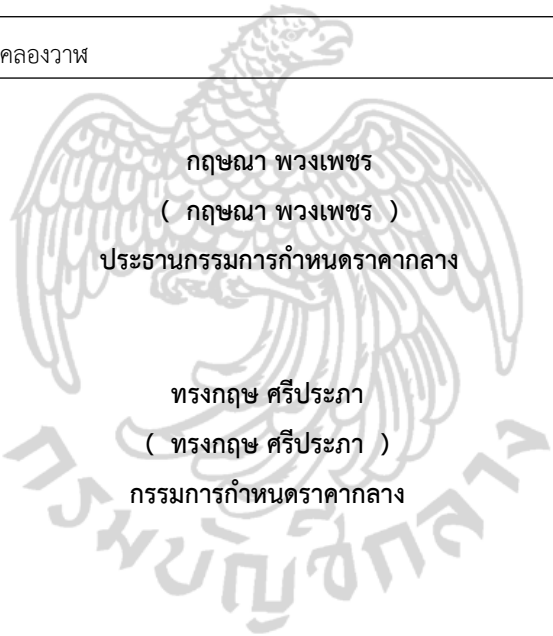 คลองวาฬ
กฤษณา พวงเพชร
( กฤษณา พวงเพชร )
ประธานกรรมการกำหนดราคากลาง
ทรงกฤษ ศรีประภา
( ทรงกฤษ ศรีประภา )
กรรมการกำหนดราคากลาง
กรมบัญชีกลาง